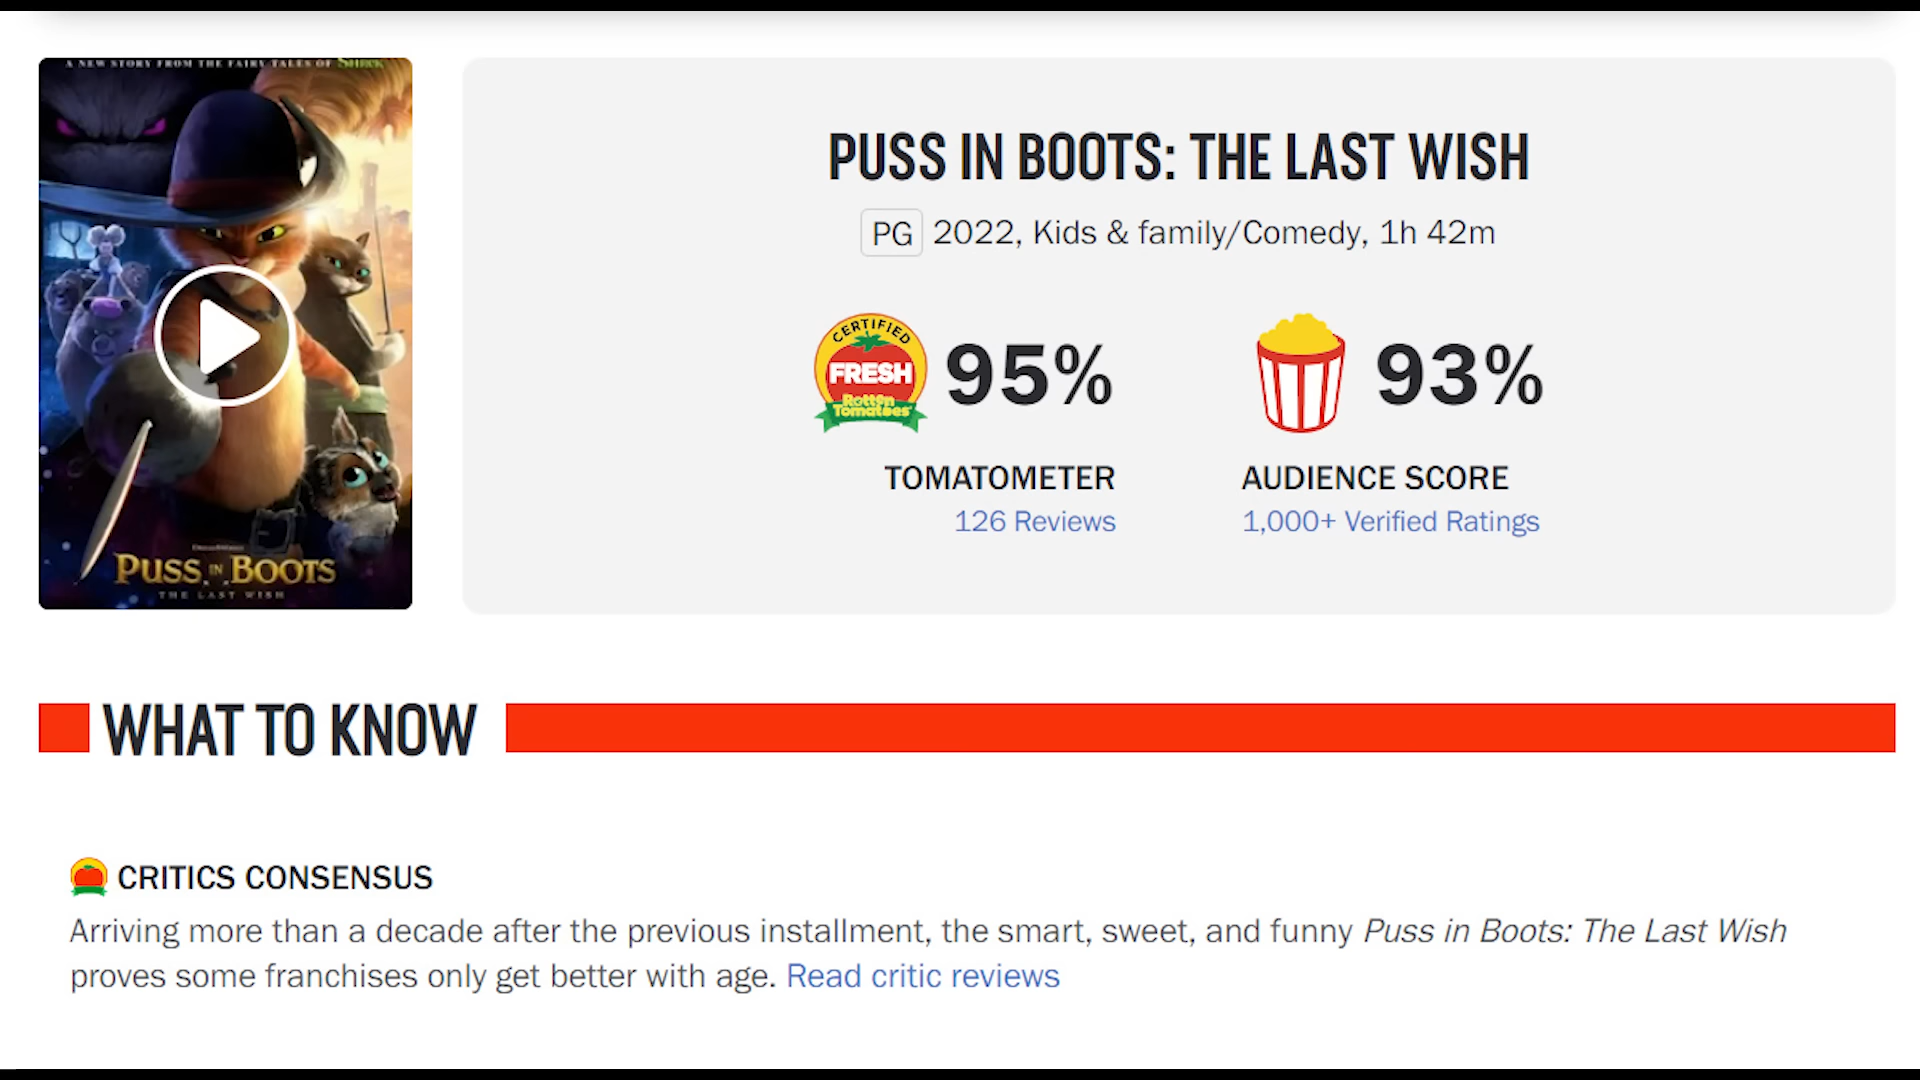 A NEW STORY FROM THE FAIRY TALES OF SHREK
PUSS IN BOOTS
THE LAST WISH
PUSS IN BOOTS: THE LAST WISH
PG 2022, Kids & family/Comedy, 1h 42m
CERTIFIED
FRESH
Rotten
Tomatoes
95%
93%
TOMATOMETER
AUDIENCE SCORE
126 Reviews
1,000+ Verified Ratings
WHAT TO KNOW
CRITICS CONSENSUS
Arriving more than a decade after the previous installment, the smart, sweet, and funny Puss in Boots: The Last Wish
proves some franchises only get better with age. Read critic reviews